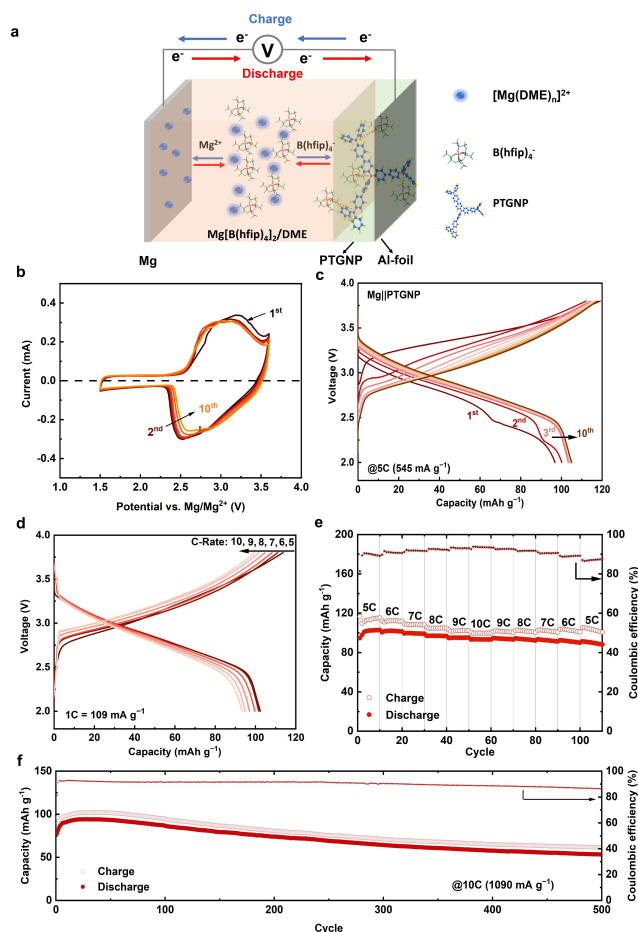 a
Charge
e- e-
V
e- e-
Discharge
Mg2+
B(hfip)4-
Mg[B(hfip)4]2/DME
Mg
PTGNP
Al-foil
[Mg(DME)n]2+
B(hfip)4-
PTGNP
b
Current (mA)
0.4
0.2
0.0
-0.2
-0.4
1st
2nd
10th
1.0 1.5 2.0 2.5 3.0 3.5 4.0
Potential vs. Mg/Mg2+ (V)
c
Voltage (V)
4.0
3.5
3.0
2.5
2.0
Mg||PTGNP
1st
2nd
3rd
10th
@5C (545 mA g−1)
0 10 20 30 40 50 60 70 80 90 100 110 120
Capacity (mAh g−1)
d
Voltage (V)
4.0
3.5
3.0
2.5
2.0
C-Rate: 10, 9, 8, 7, 6,5
1C = 109 mA g−1
0 20 40 60 80 100 120
Capacity (mAh g−1)
e
Capacity (mAh g−1)
200
160
120
80
40
0
5C 6C 7C 8C 9C 10C 9C 8C 7C 6C 5C
Charge
Discharge
0 20 40 60 80 100
Cycle
100
80
60
40
20
0
Coulombic efficiency (%)
f
Capacity (mAh g−1)
150
100
50
0
Charge
Discharge
@10C (1090 mA g−1)
0 100 200 300 400 500
Cycle
100
80
60
40
20
0
Coulombic efficiency (%)